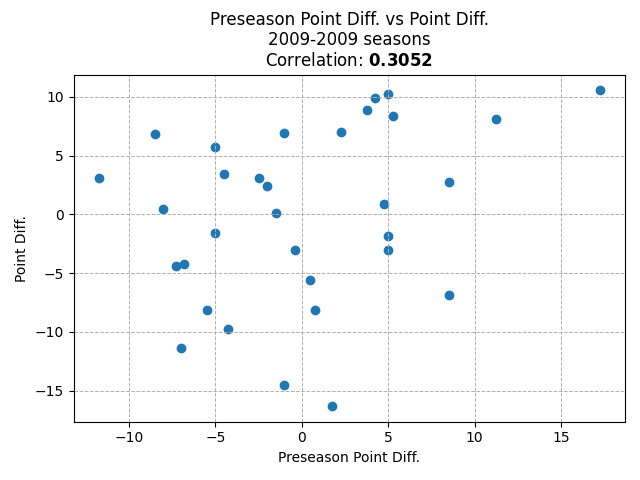 Preseason Point Diff. vs Point Diff.
2009-2009 seasons
Correlation: 0.3052
10
5
0
−5
−10
−15
Point Diff.
−10
−5
0
5
10
15
Preseason Point Diff.